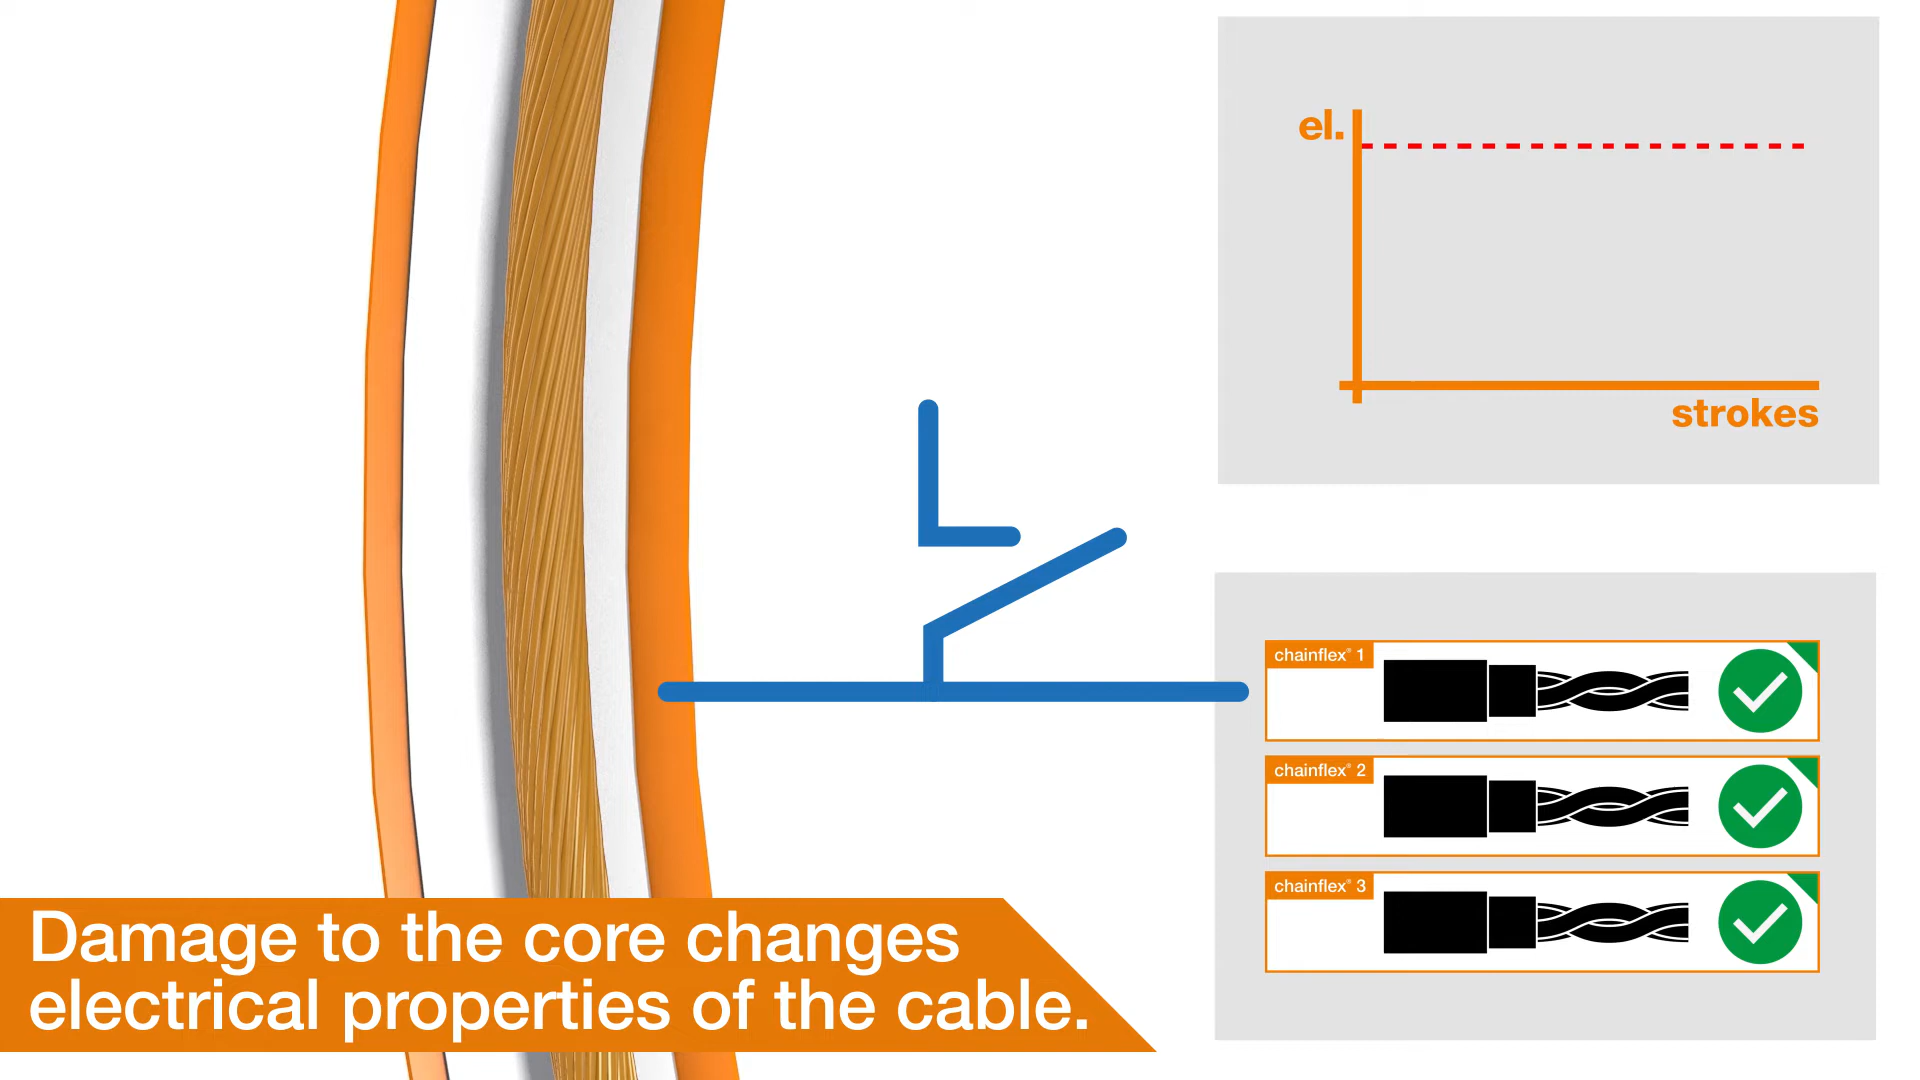 el.
strokes
chainflex® 1
chainflex® 2
chainflex® 3
Damage to the core changes
electrical properties of the cable.